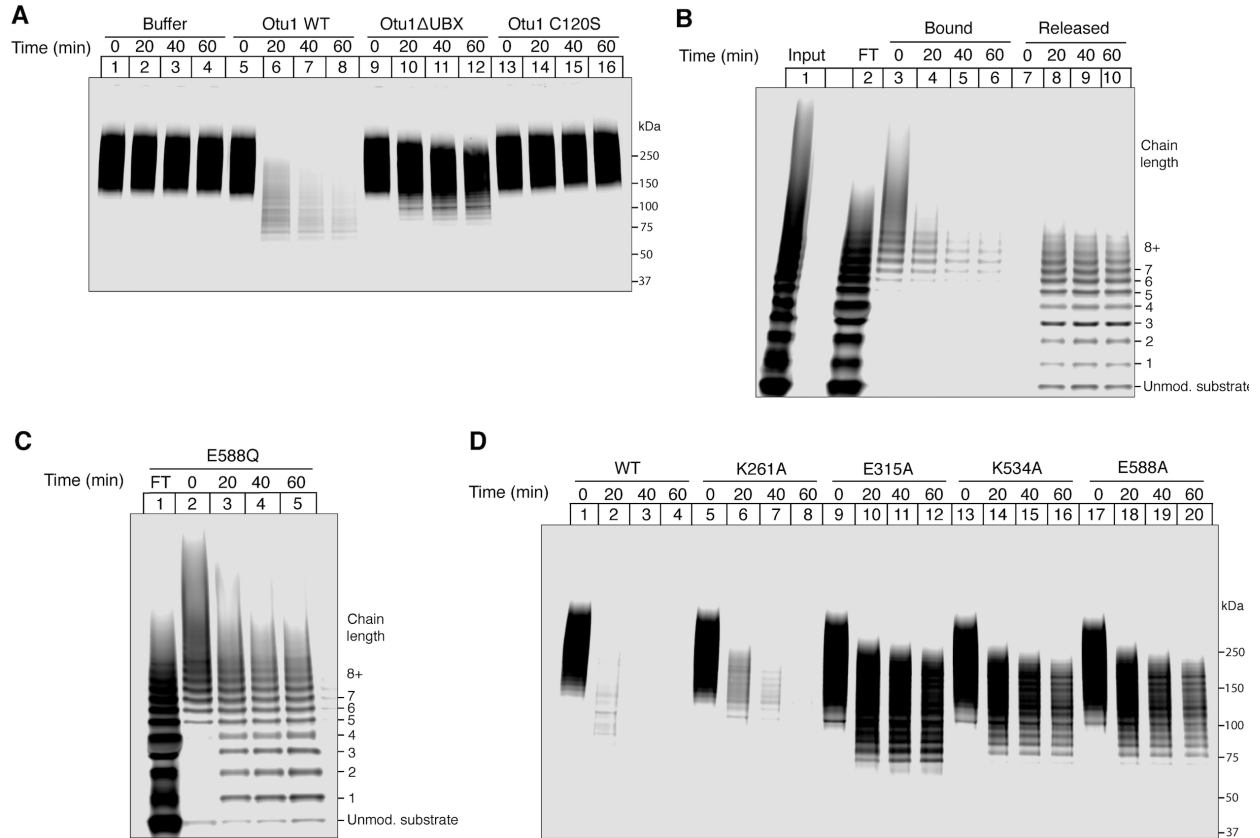 A
Buffer Otu1 WT Otu1ΔUBX Otu1 C120S
Time (min) 0 20 40 60 0 20 40 60 0 20 40 60 0 20 40 60
1 2 3 4 5 6 7 8 9 10 11 12 13 14 15 16
kDa
250
150
100
75
50
37
B
Bound Released
Time (min) Input FT 0 20 40 60 0 20 40 60
1 2 3 4 5 6 7 8 9 10
Chain
length
8+
7
6
5
4
3
2
1
Unmod. substrate
C
E588Q
Time (min) FT 0 20 40 60
1 2 3 4 5
Chain
length
8+
7
6
5
4
3
2
1
Unmod. substrate
D
WT K261A E315A K534A E588A
Time (min) 0 20 40 60 0 20 40 60 0 20 40 60 0 20 40 60 0 20 40 60
1 2 3 4 5 6 7 8 9 10 11 12 13 14 15 16 17 18 19 20
kDa
250
150
100
75
50
37